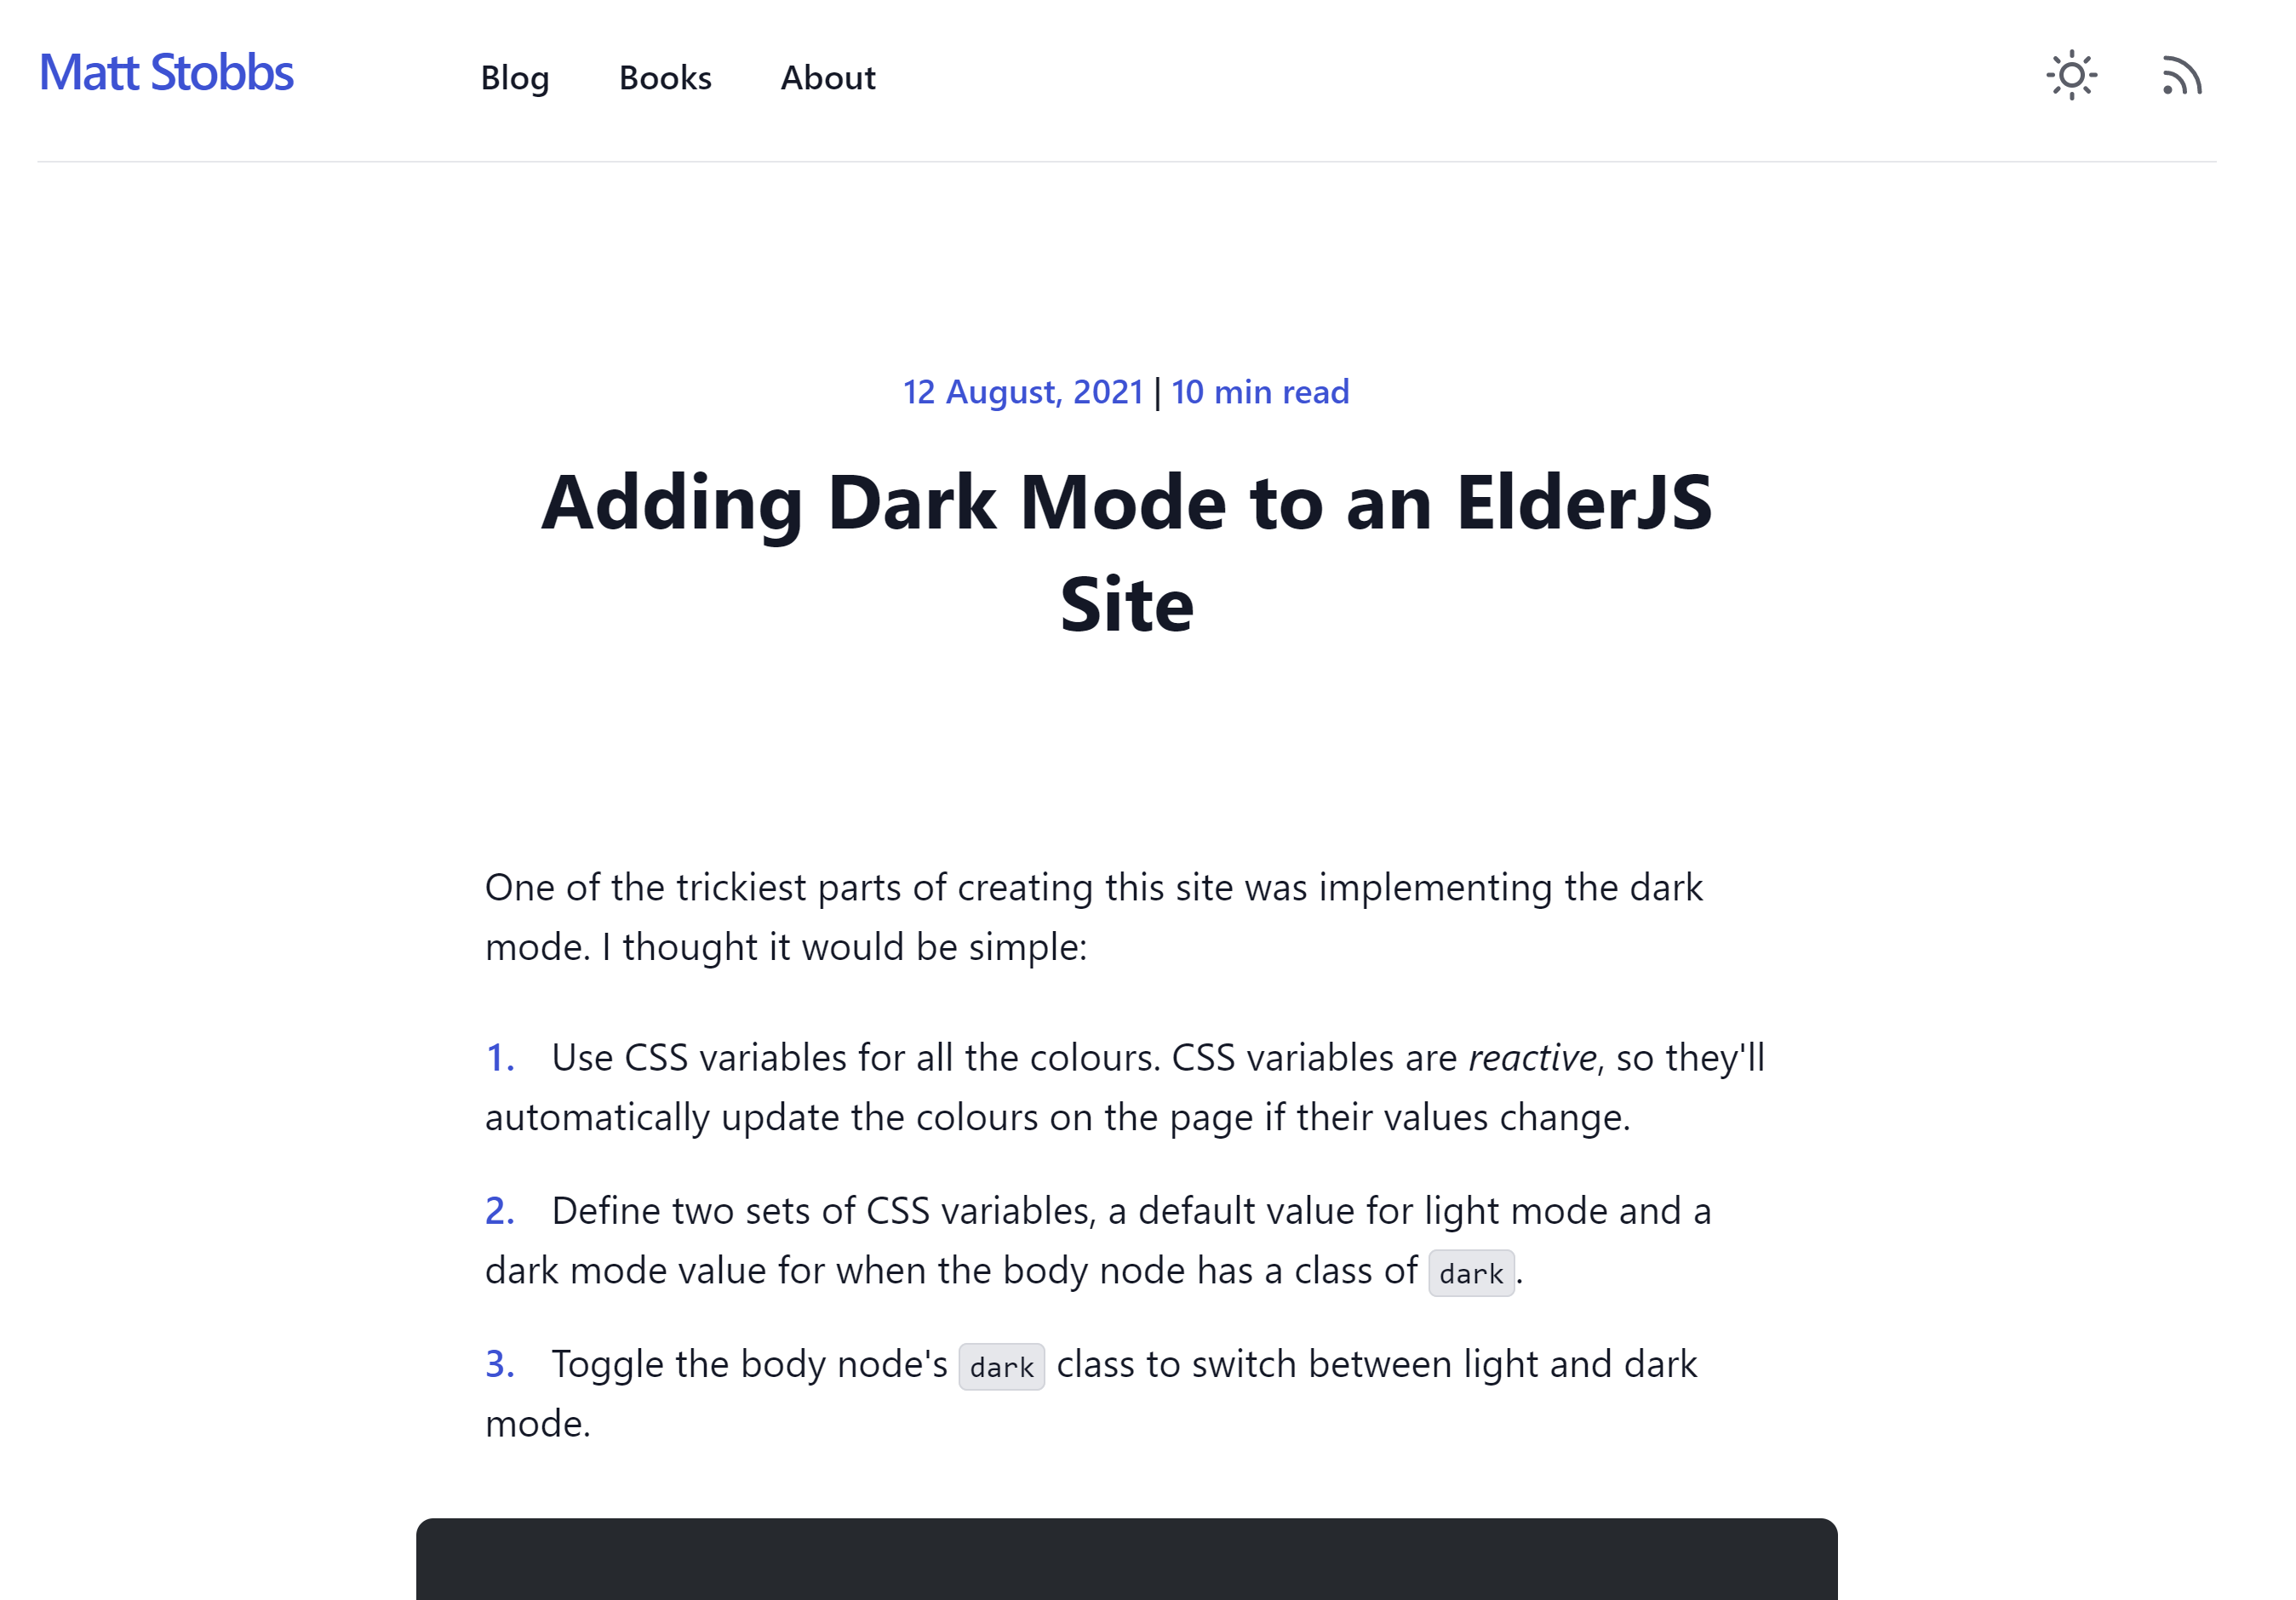 Matt Stobbs
Blog
Books
About
12 August, 2021 | 10 min read
Adding Dark Mode to an ElderJS
Site
One of the trickiest parts of creating this site was implementing the dark
mode. I thought it would be simple:
1. Use CSS variables for all the colours. CSS variables are reactive, so they'll
automatically update the colours on the page if their values change.
2. Define two sets of CSS variables, a default value for light mode and a
dark mode value for when the body node has a class of dark.
3. Toggle the body node's dark class to switch between light and dark
mode.